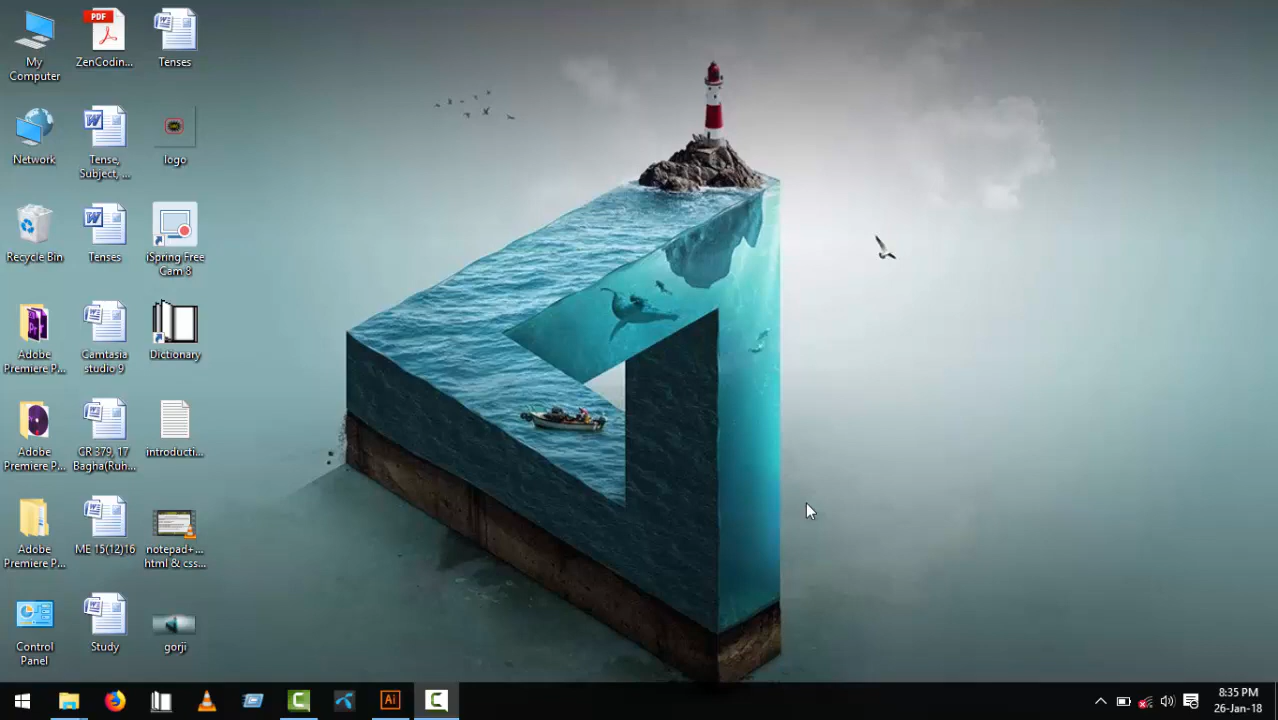 My
Computer
PDF
ZenCodin...
Tenses
Network
Tense,
Subject, ...
logo
Recycle Bin
Tenses
iSpring Free
Cam 8
Adobe
Premiere P...
Camtasia
studio 9
Dictionary
Adobe
Premiere P...
CR 379, 17
Bagha(Ruh...
introducti...
Adobe
Premiere P...
ME 15(12)16
notepad+...
html & css...
Control
Panel
Study
gorji
Ai
8:35 PM
26-Jan-18